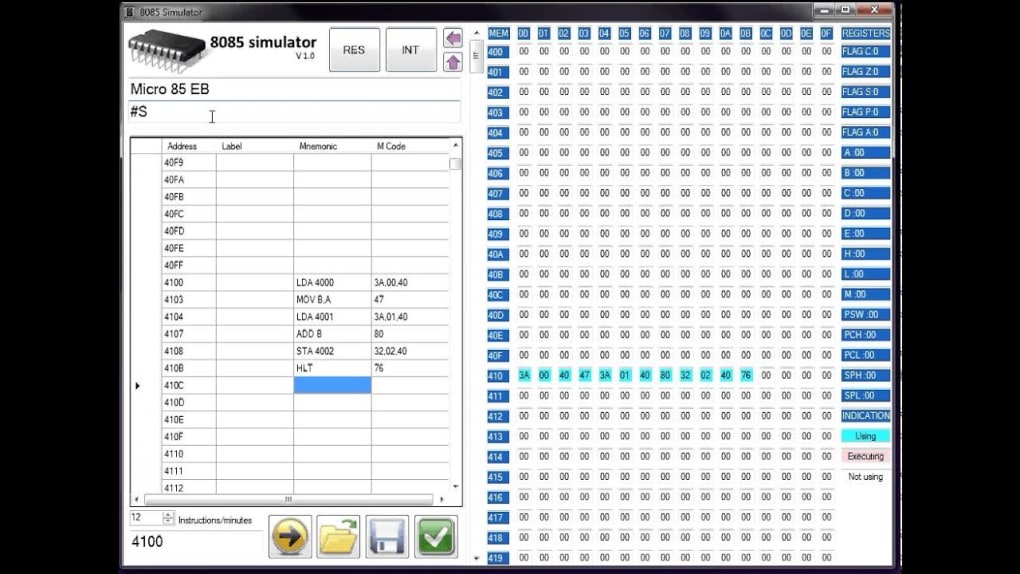 8085 Simulator
8085 simulator
V 1.0
RES
INT
Micro 85 EB
#S
Address Label Mnemonic M Code
40F9
40FA
40FB
40FC
40FD
40FE
40FF
4100 LDA 4000 3A,00,40
4103 MOV B,A 47
4104 LDA 4001 3A,01,40
4107 ADD B 80
4108 STA 4002 32,02,40
410B HLT 76
410C
410D
410E
410F
4110
4111
4112
12 Instructions/minutes
4100
MEM 00 01 02 03 04 05 06 07 08 09 0A 0B 0C 0D 0E 0F REGISTERS
400 00 00 00 00 00 00 00 00 00 00 00 00 00 00 00 00 FLAG C:0
401 00 00 00 00 00 00 00 00 00 00 00 00 00 00 00 00 FLAG Z:0
402 00 00 00 00 00 00 00 00 00 00 00 00 00 00 00 00 FLAG S:0
403 00 00 00 00 00 00 00 00 00 00 00 00 00 00 00 00 FLAG P:0
404 00 00 00 00 00 00 00 00 00 00 00 00 00 00 00 00 FLAG A:0
405 00 00 00 00 00 00 00 00 00 00 00 00 00 00 00 00 A :00
406 00 00 00 00 00 00 00 00 00 00 00 00 00 00 00 00 B :00
407 00 00 00 00 00 00 00 00 00 00 00 00 00 00 00 00 C :00
408 00 00 00 00 00 00 00 00 00 00 00 00 00 00 00 00 D :00
409 00 00 00 00 00 00 00 00 00 00 00 00 00 00 00 00 E :00
40A 00 00 00 00 00 00 00 00 00 00 00 00 00 00 00 00 H :00
40B 00 00 00 00 00 00 00 00 00 00 00 00 00 00 00 00 L :00
40C 00 00 00 00 00 00 00 00 00 00 00 00 00 00 00 00 M :00
40D 00 00 00 00 00 00 00 00 00 00 00 00 00 00 00 00 PSW :00
40E 00 00 00 00 00 00 00 00 00 00 00 00 00 00 00 00 PCH :00
40F 00 00 00 00 00 00 00 00 00 00 00 00 00 00 00 00 PCL :00
410 3A 00 40 47 3A 01 40 80 32 02 40 76 00 00 00 00 SPH :00
411 00 00 00 00 00 00 00 00 00 00 00 00 00 00 00 00 SPL :00
412 00 00 00 00 00 00 00 00 00 00 00 00 00 00 00 00 INDICATION
413 00 00 00 00 00 00 00 00 00 00 00 00 00 00 00 00 Using
414 00 00 00 00 00 00 00 00 00 00 00 00 00 00 00 00 Executing
415 00 00 00 00 00 00 00 00 00 00 00 00 00 00 00 00 Not using
416 00 00 00 00 00 00 00 00 00 00 00 00 00 00 00 00
417 00 00 00 00 00 00 00 00 00 00 00 00 00 00 00 00
418 00 00 00 00 00 00 00 00 00 00 00 00 00 00 00 00
419 00 00 00 00 00 00 00 00 00 00 00 00 00 00 00 00